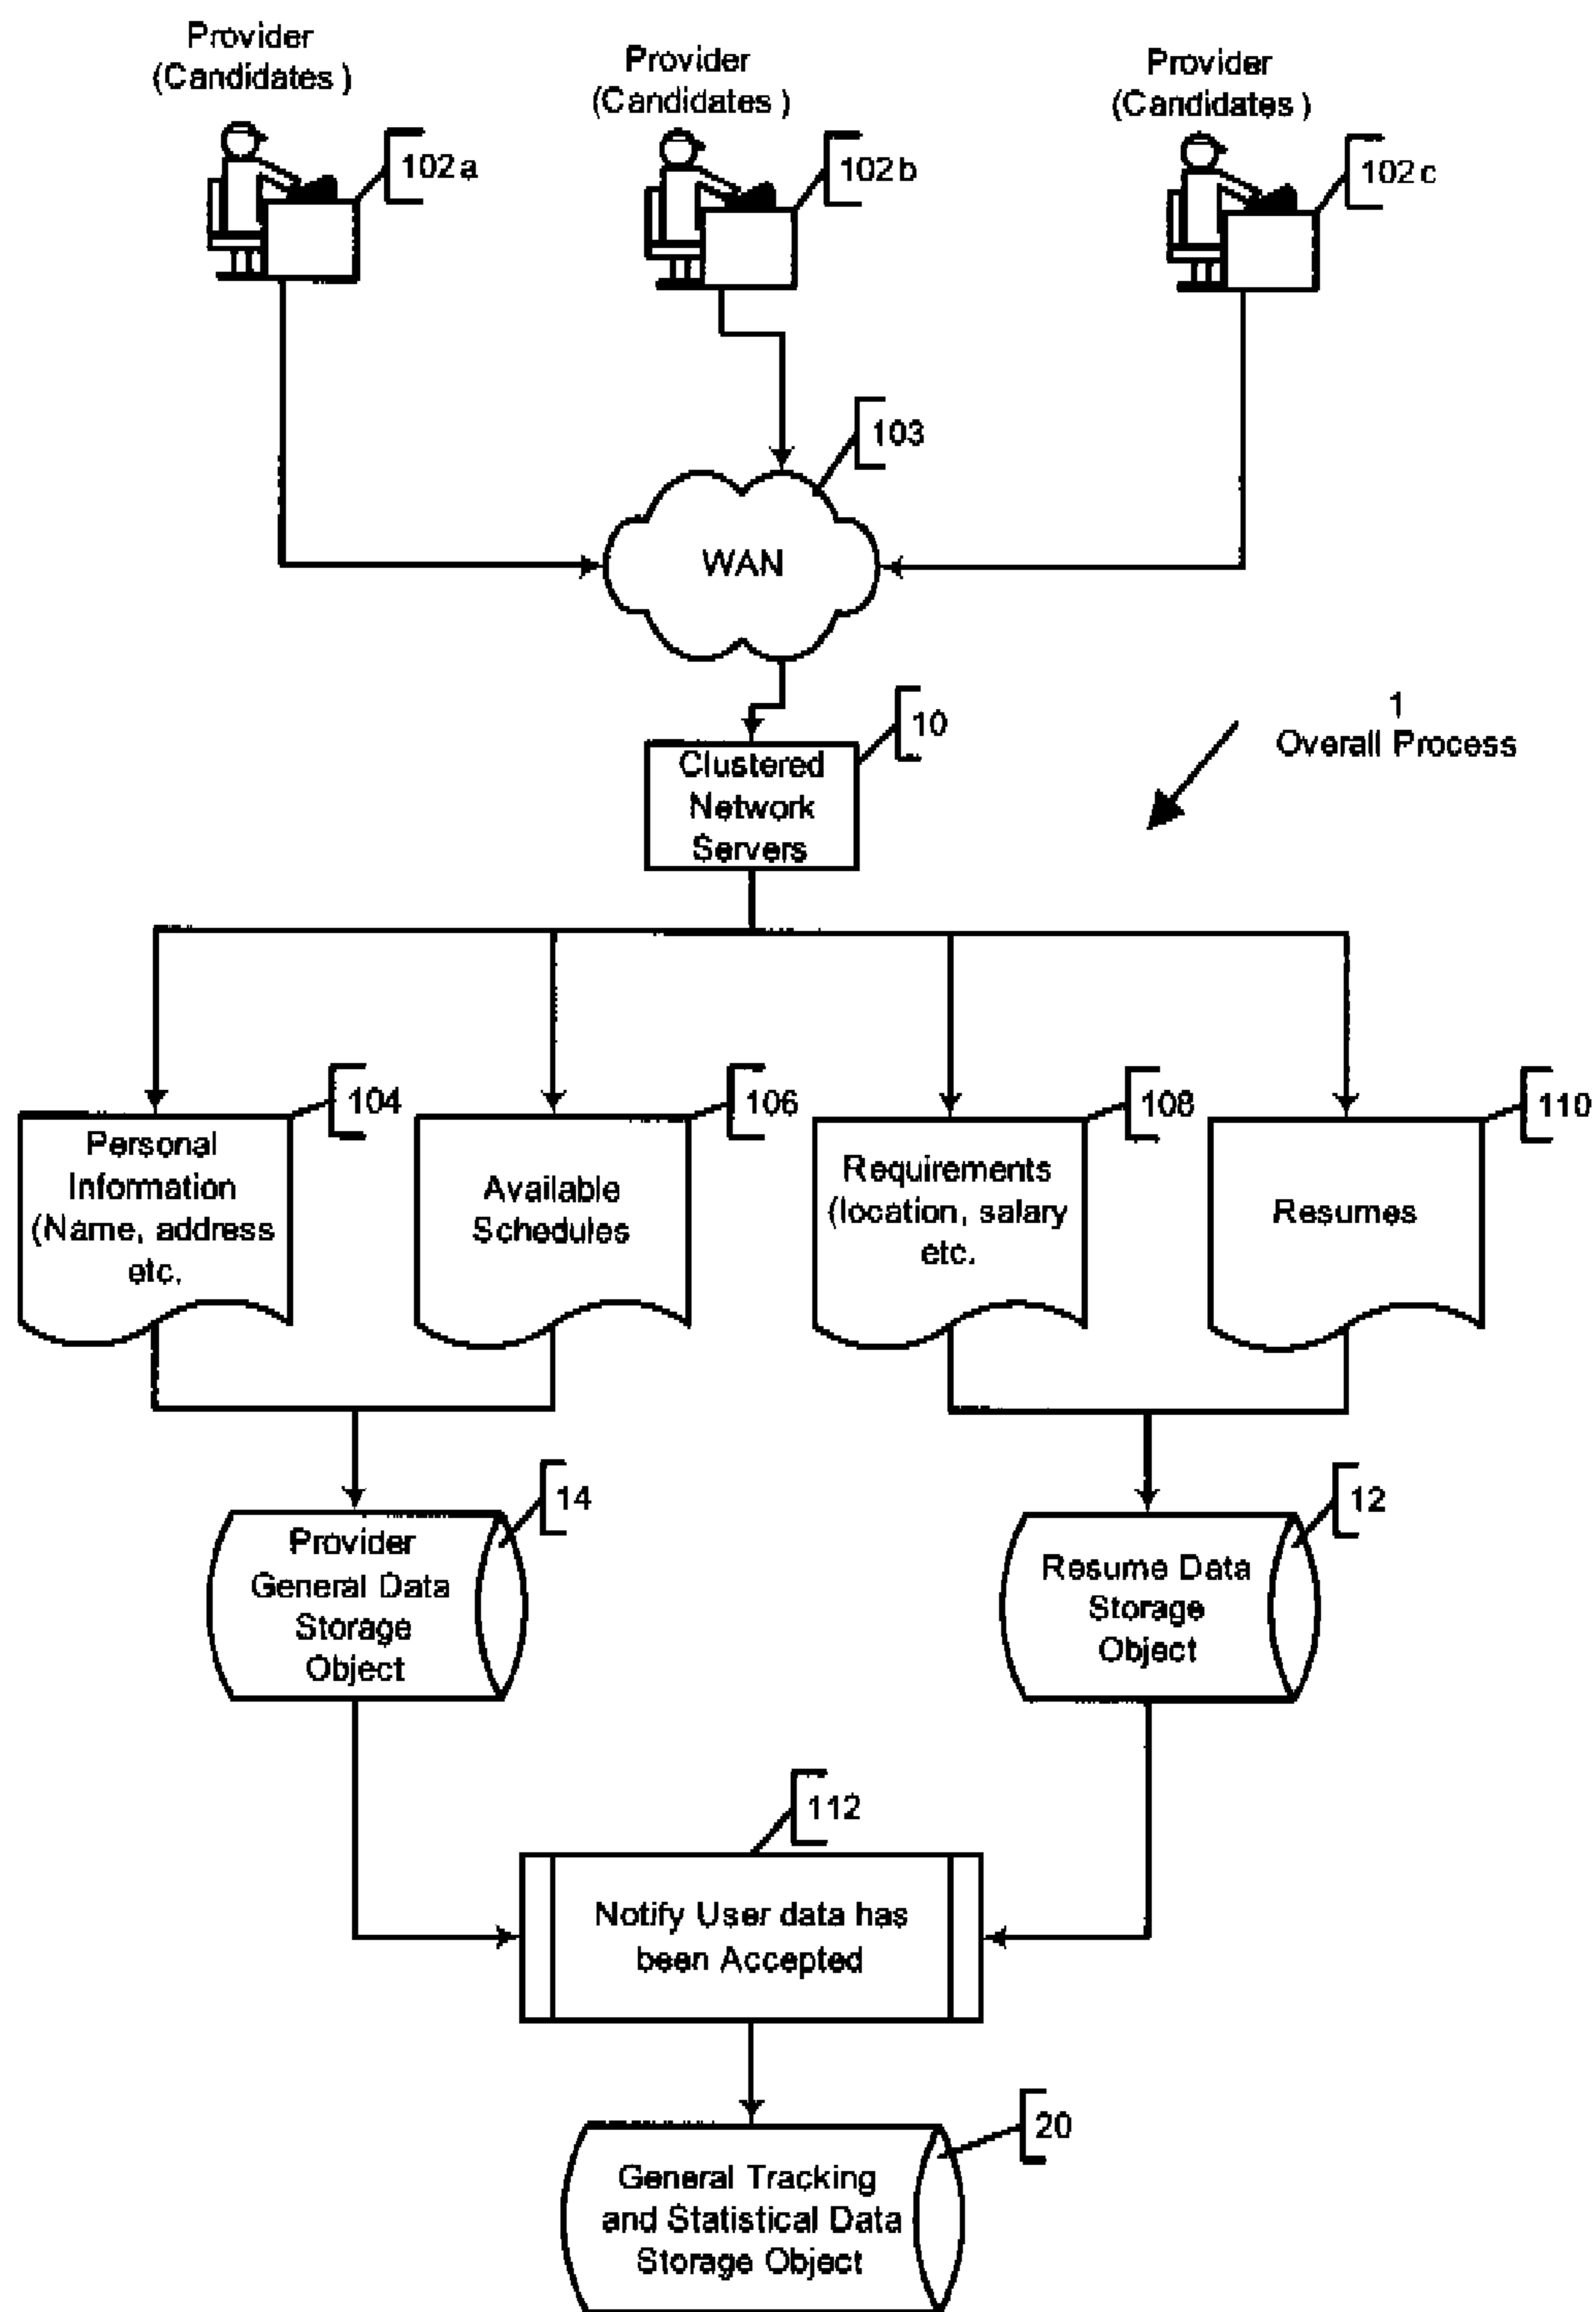 Provider
(Candidates)
102a
Provider
(Candidates)
102b
Provider
(Candidates)
102c
103
WAN
10
Clustered
Network
Servers
1
Overall Process
104
Personal
Information
(Name, address
etc.
106
Available
Schedules
108
Requirements
(location, salary
etc.
110
Resumes
14
Provider
General Data
Storage
Object
12
Resume Data
Storage
Object
112
Notify User data has
been Accepted
20
General Tracking
and Statistical Data
Storage Object